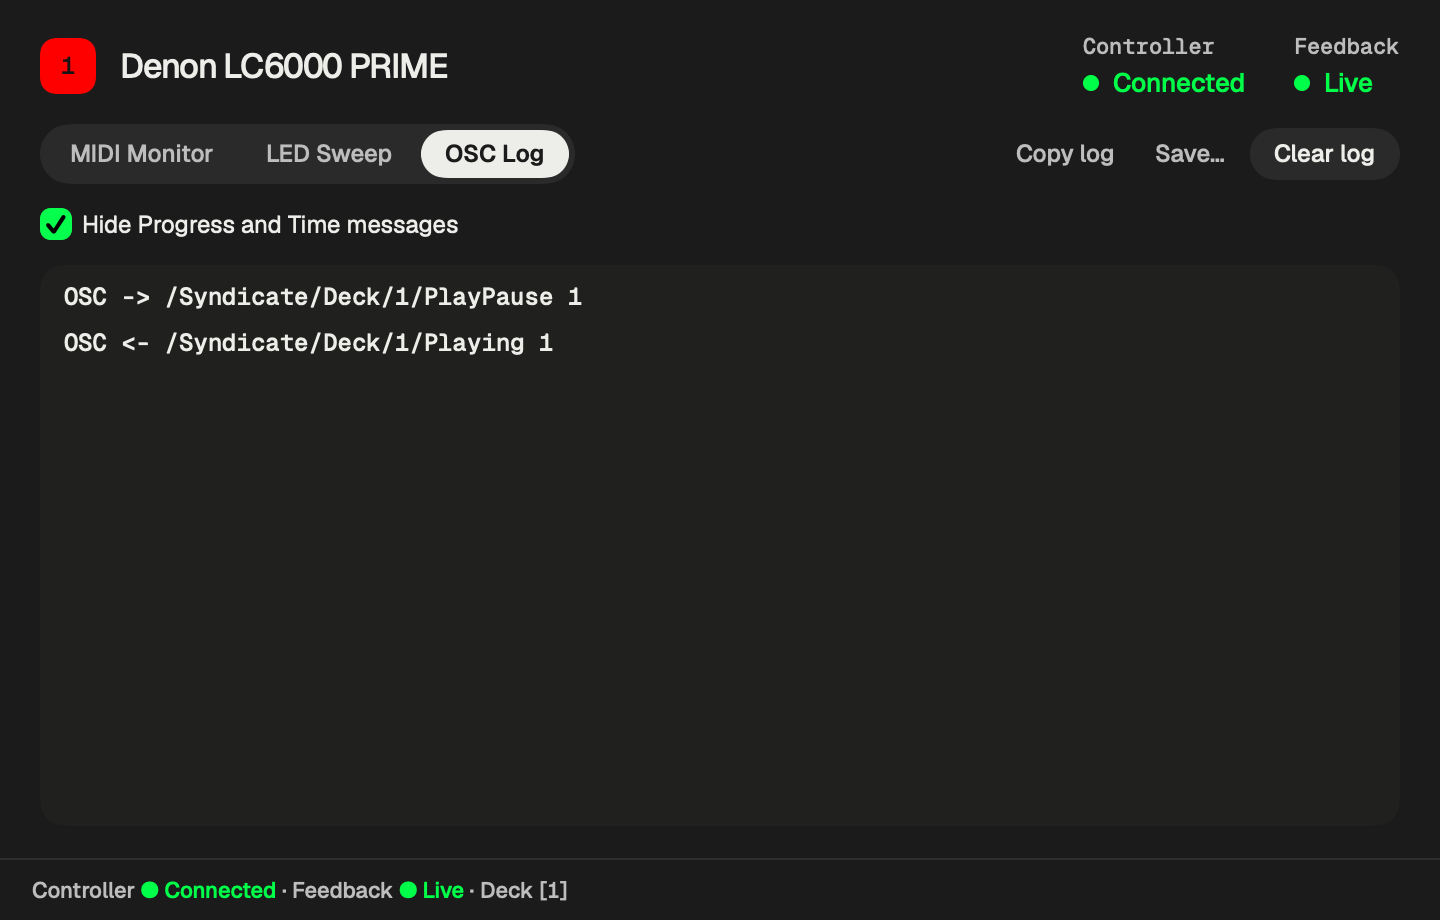 1 Denon LC6000 PRIME
Controller Feedback
Connected Live
MIDI Monitor LED Sweep OSC Log Copy log Save... Clear log
Hide Progress and Time messages
OSC -> /Syndicate/Deck/1/PlayPause 1
OSC <- /Syndicate/Deck/1/Playing 1
Controller Connected · Feedback Live · Deck [1]